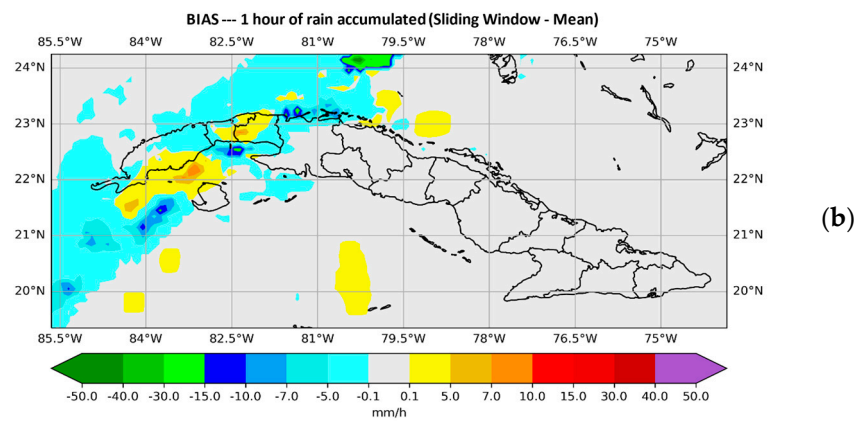 BIAS --- 1 hour of rain accumulated (Sliding Window - Mean)
85.5°W 84°W 82.5°W 81°W 79.5°W 78°W 76.5°W 75°W
24°N 24°N
23°N 23°N
22°N 22°N
(b)
21°N 21°N
20°N 20°N
85.5°W 84°W 82.5°W 81°W 79.5°W 78°W 76.5°W 75°W
-50.0 -40.0 -30.0 -15.0 -10.0 -7.0 -5.0 -0.1 0.1 5.0 7.0 10.0 15.0 30.0 40.0 50.0
mm/h